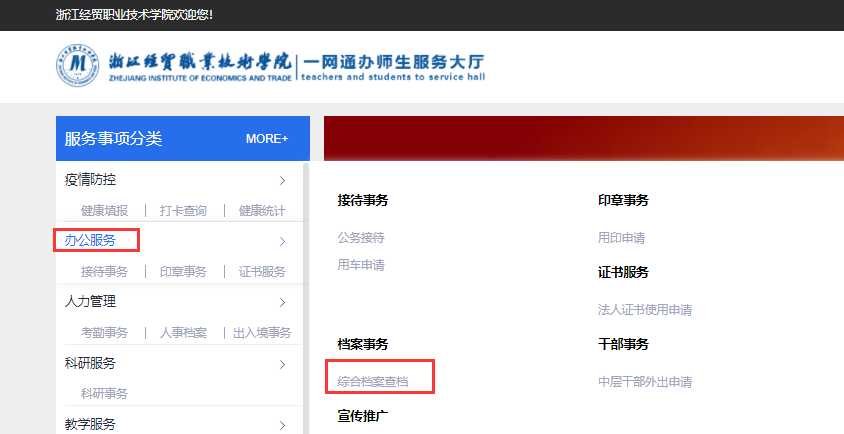 浙江经贸职业技术学院欢迎您！
浙江经贸職業技術學院 一网通办师生服务大厅
ZHEJIANG INSTITUTE OF ECONOMICS AND TRADE teachers and students to service hall
服务事项分类 MORE+
疫情防控
健康填报 打卡查询 健康统计
办公服务
接待事务 印章事务 证书服务
人力管理
考勤事务 人事档案 出入境事务
科研服务
科研事务
教学服务
接待事务
公务接待
用车申请
印章事务
用印申请
证书服务
法人证书使用申请
档案事务
综合档案查档
干部事务
中层干部外出申请
宣传推广